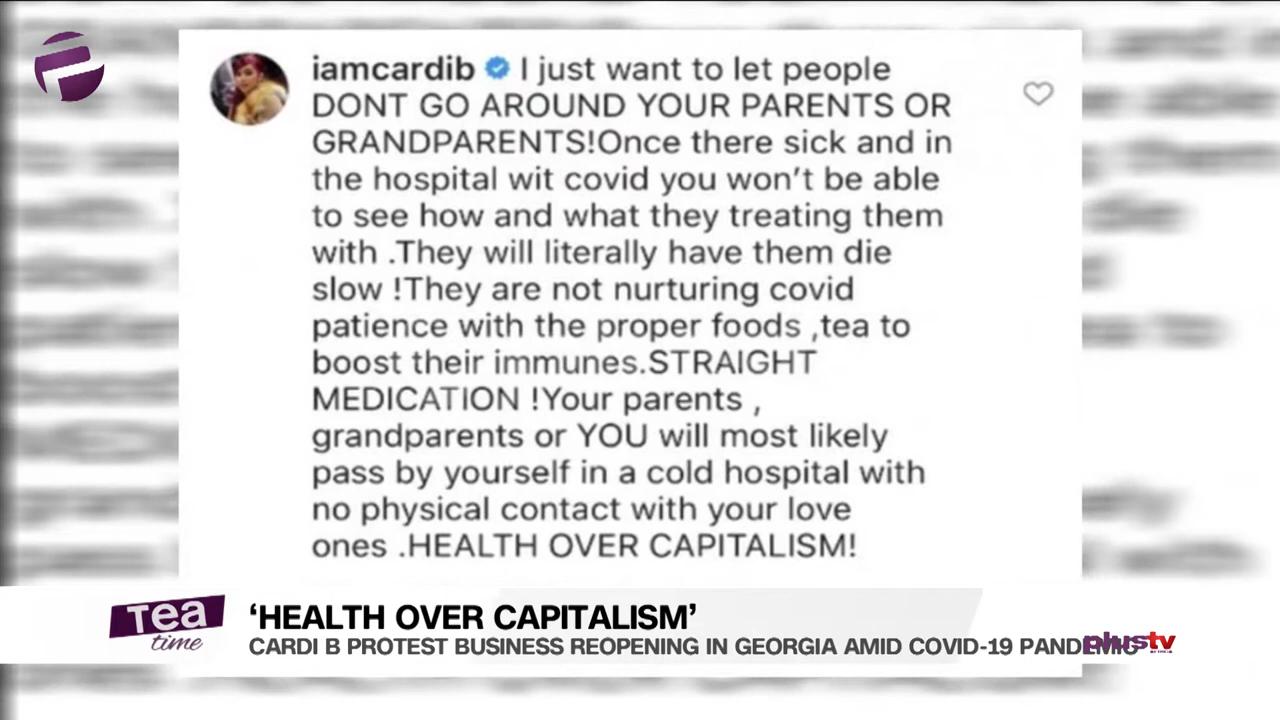 iamcardib I just want to let people
DONT GO AROUND YOUR PARENTS OR
GRANDPARENTS!Once there sick and in
the hospital wit covid you won't be able
to see how and what they treating them
with .They will literally have them die
slow !They are not nurturing covid
patience with the proper foods ,tea to
boost their immunes.STRAIGHT
MEDICATION !Your parents ,
grandparents or YOU will most likely
pass by yourself in a cold hospital with
no physical contact with your love
ones .HEALTH OVER CAPITALISM!
Tea
time
'HEALTH OVER CAPITALISM'
CARDI B PROTEST BUSINESS REOPENING IN GEORGIA AMID COVID-19 PANDEMIC
plustv